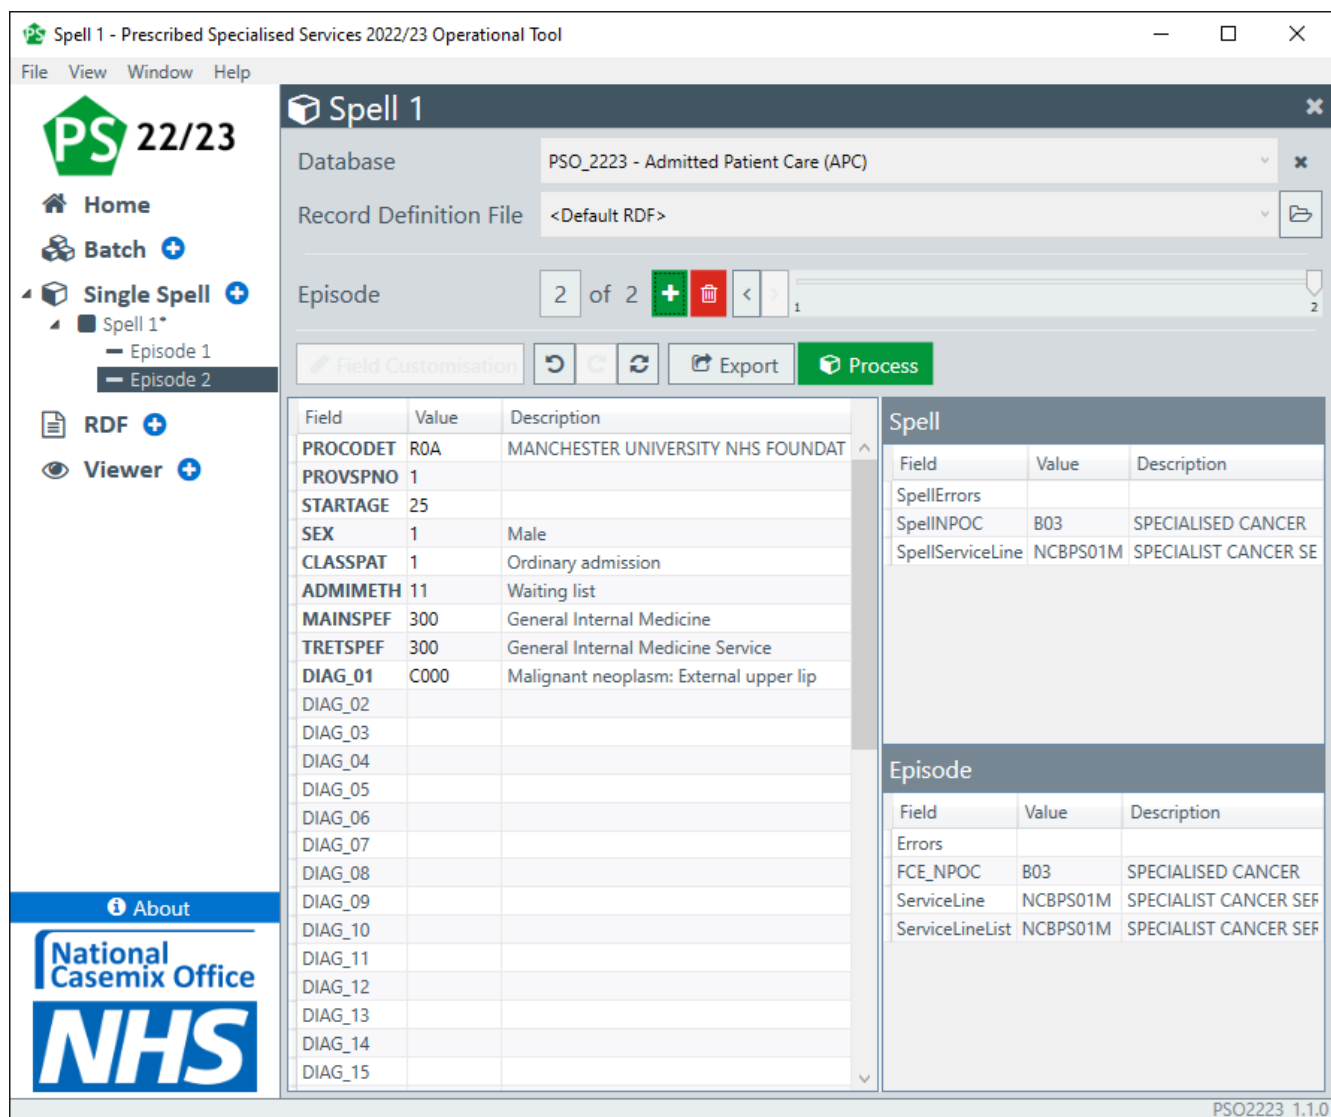 Spell 1 - Prescribed Specialised Services 2022/23 Operational Tool
File View Window Help
PS 22/23
Home
Batch
Single Spell
Spell 1*
Episode 1
Episode 2
RDF
Viewer
About
National
Casemix Office
NHS
Spell 1
Database PSO_2223 - Admitted Patient Care (APC)
Record Definition File <Default RDF>
Episode 2 of 2 1 2
Field Customisation Export Process
Field Value Description
PROCODET R0A MANCHESTER UNIVERSITY NHS FOUNDAT
PROVSPNO 1
STARTAGE 25
SEX 1 Male
CLASSPAT 1 Ordinary admission
ADMIMETH 11 Waiting list
MAINSPEF 300 General Internal Medicine
TRETSPEF 300 General Internal Medicine Service
DIAG_01 C000 Malignant neoplasm: External upper lip
DIAG_02
DIAG_03
DIAG_04
DIAG_05
DIAG_06
DIAG_07
DIAG_08
DIAG_09
DIAG_10
DIAG_11
DIAG_12
DIAG_13
DIAG_14
DIAG_15
Spell
Field Value Description
SpellErrors
SpellNPOC B03 SPECIALISED CANCER
SpellServiceLine NCBPS01M SPECIALIST CANCER SE
Episode
Field Value Description
Errors
FCE_NPOC B03 SPECIALISED CANCER
ServiceLine NCBPS01M SPECIALIST CANCER SER
ServiceLineList NCBPS01M SPECIALIST CANCER SER
PSO2223 1.1.0